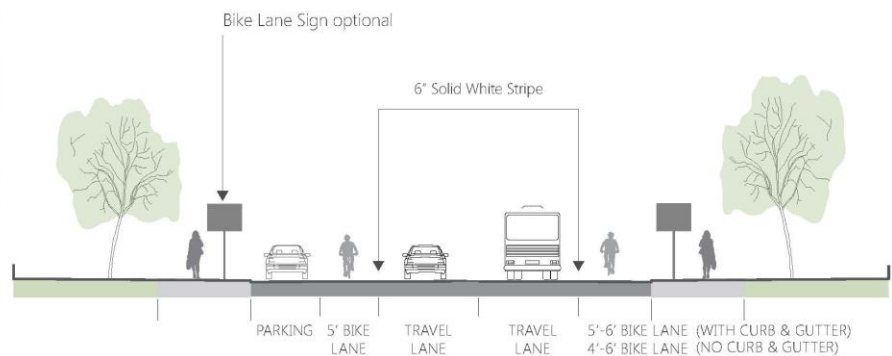 Bike Lane Sign optional
6" Solid White Stripe
PARKING
5' BIKE
LANE
TRAVEL
LANE
TRAVEL
LANE
5'-6' BIKE LANE (WITH CURB & GUTTER)
4'-6' BIKE LANE (NO CURB & GUTTER)